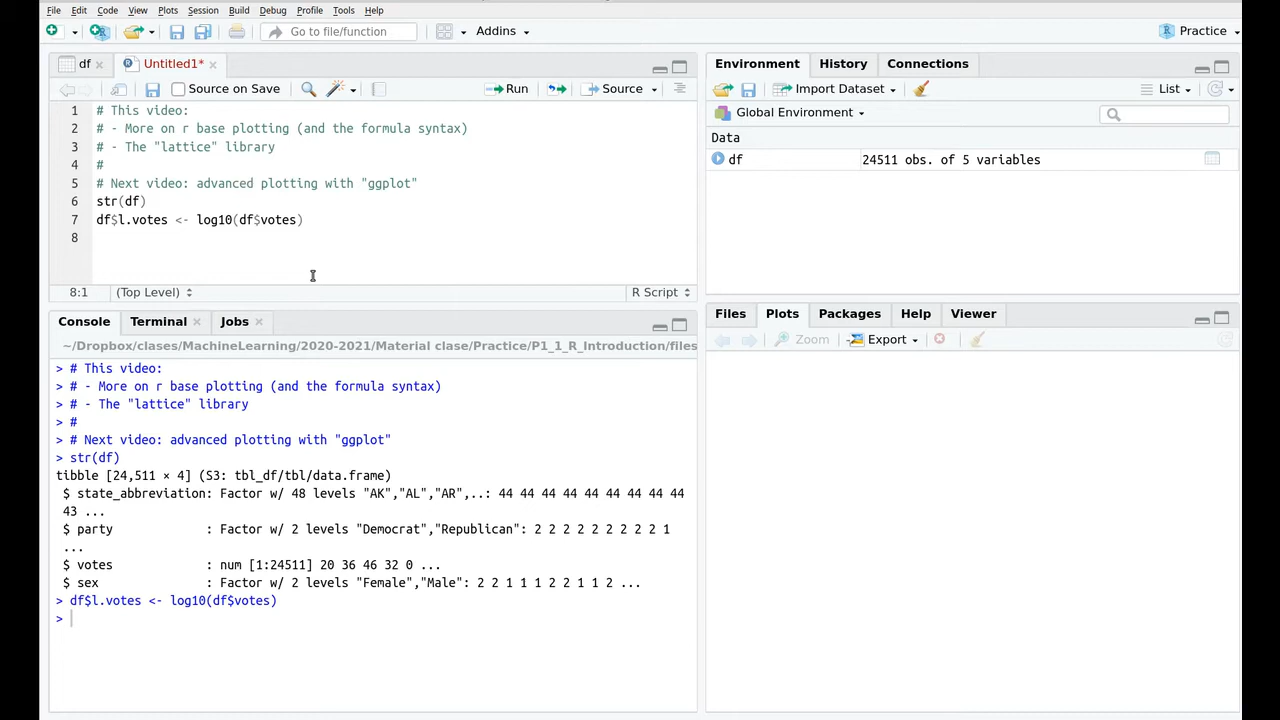 File Edit Code View Plots Session Build Debug Profile Tools Help
Go to file/function Addins Practice
df Untitled1*
Source on Save Run Source
1 # This video:
2 # - More on r base plotting (and the formula syntax)
3 # - The "lattice" library
4 #
5 # Next video: advanced plotting with "ggplot"
6 str(df)
7 df$l.votes <- log10(df$votes)
8
8:1 (Top Level) R Script
Console Terminal Jobs
~/Dropbox/clases/MachineLearning/2020-2021/Material clase/Practice/P1_1_R_Introduction/files
> # This video:
> # - More on r base plotting (and the formula syntax)
> # - The "lattice" library
> #
> # Next video: advanced plotting with "ggplot"
> str(df)
tibble [24,511 × 4] (S3: tbl_df/tbl/data.frame)
$ state_abbreviation: Factor w/ 48 levels "AK","AL","AR",..: 44 44 44 44 44 44 44 44 44
43 ...
$ party : Factor w/ 2 levels "Democrat","Republican": 2 2 2 2 2 2 2 2 2 1
...
$ votes : num [1:24511] 20 36 46 32 0 ...
$ sex : Factor w/ 2 levels "Female","Male": 2 2 1 1 1 2 2 1 1 2 ...
> df$l.votes <- log10(df$votes)
>
Environment History Connections
Import Dataset List
Global Environment
Data
df 24511 obs. of 5 variables
Files Plots Packages Help Viewer
Zoom Export